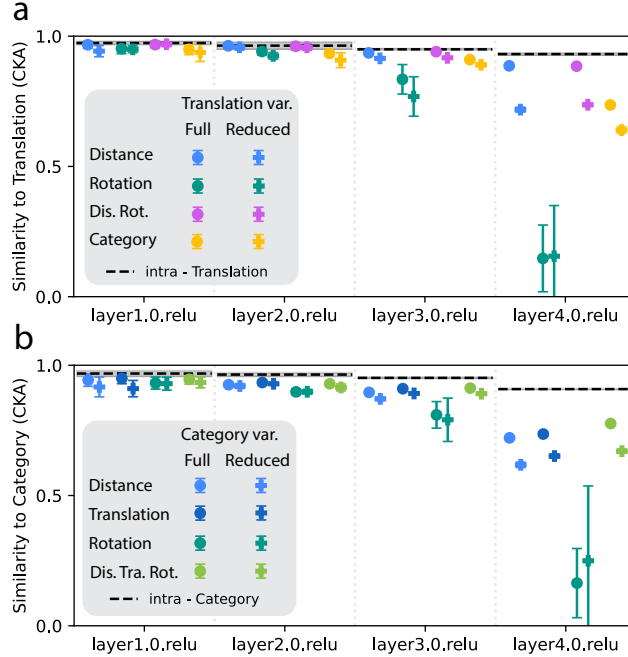 a
Similarity to Translation (CKA)
1.0
0.5
0.0
Translation var.
Full Reduced
Distance
Rotation
Dis. Rot.
Category
intra - Translation
layer1.0.relu layer2.0.relu layer3.0.relu layer4.0.relu
b
Similarity to Category (CKA)
1.0
0.5
0.0
Category var.
Full Reduced
Distance
Translation
Rotation
Dis. Tra. Rot.
intra - Category
layer1.0.relu layer2.0.relu layer3.0.relu layer4.0.relu